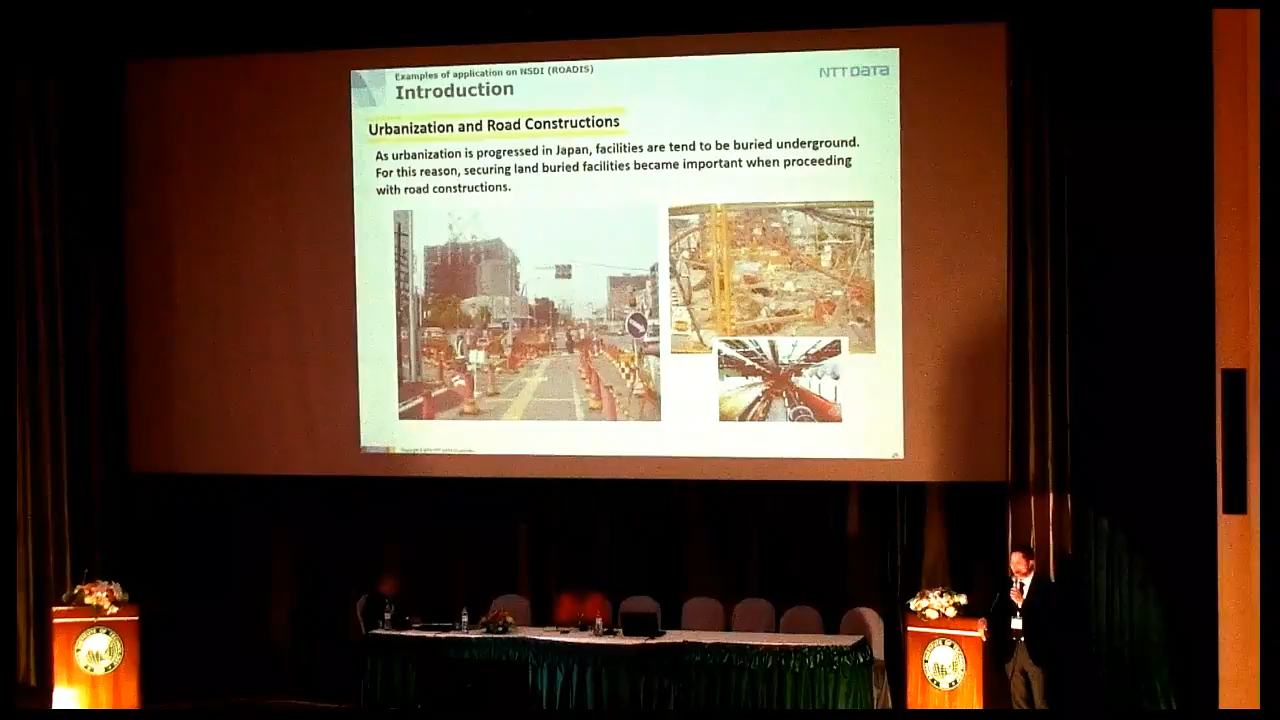 Examples of application on NSDI (ROADIS)
Introduction
NTT DATA
Urbanization and Road Constructions
As urbanization is progressed in Japan, facilities are tend to be buried underground.
For this reason, securing land buried facilities became important when proceeding
with road constructions.